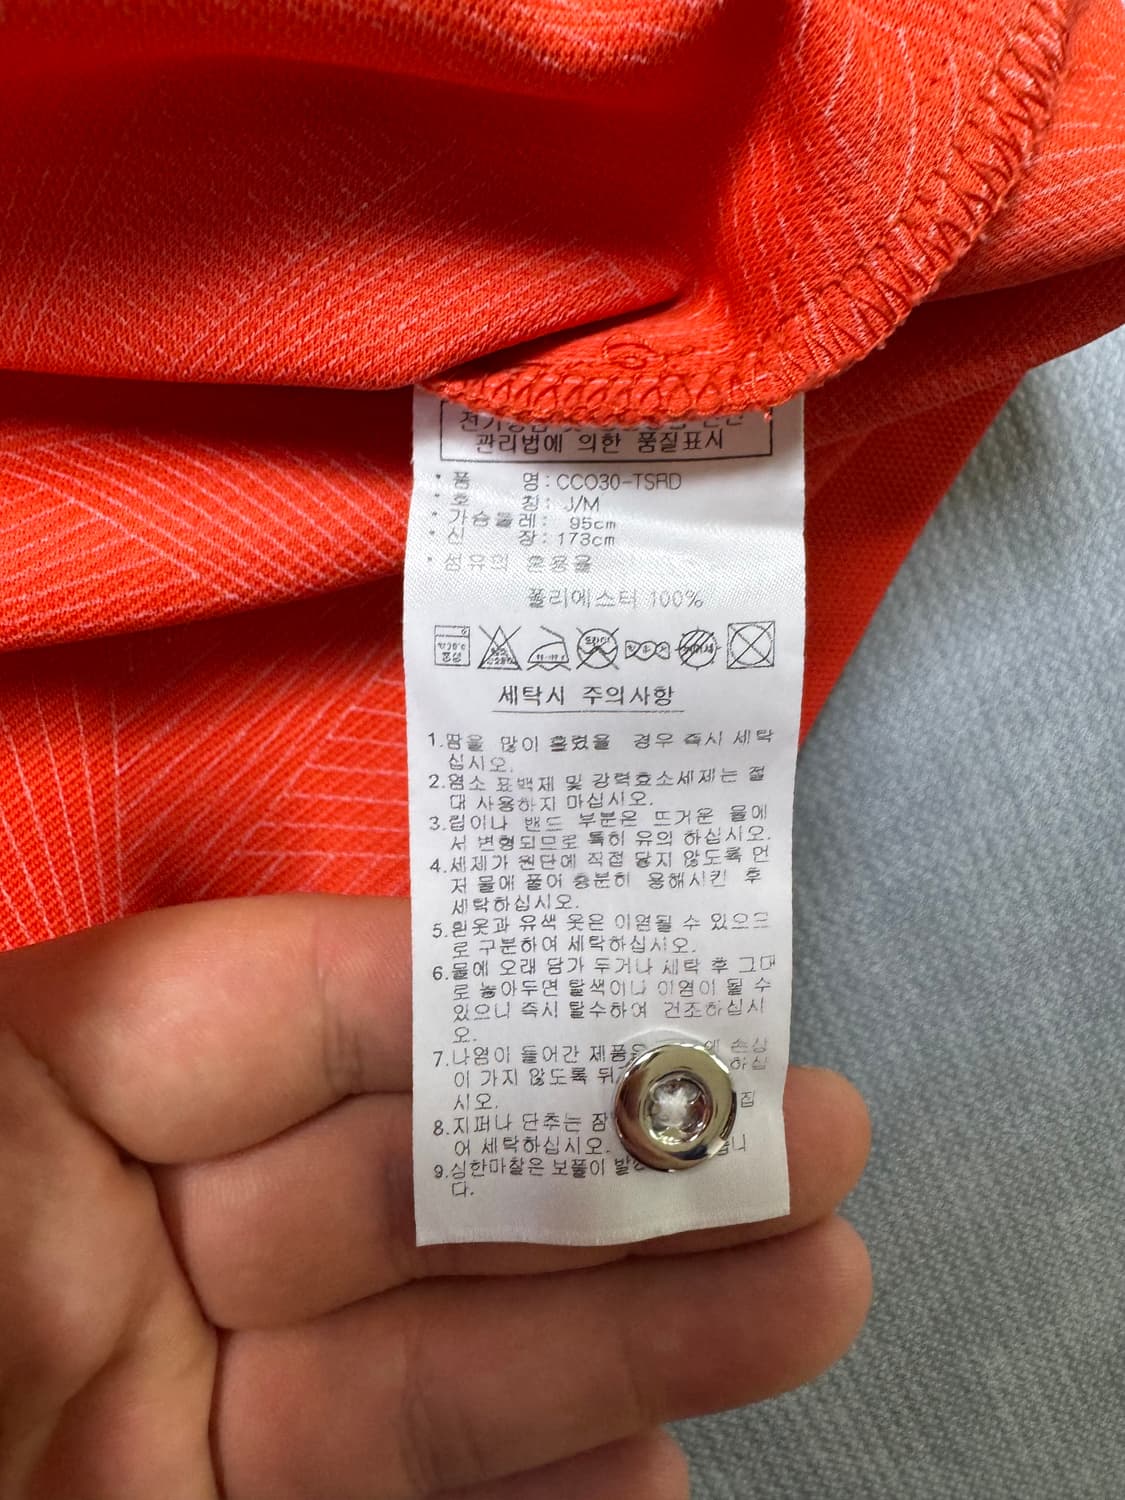 관리법에 의한 품질표시
* 품 명: CC030-TSRD
* 호 칭: J/M
* 가슴둘레: 95cm
* 신 장: 173cm
* 섬유의 혼용율
폴리에스터 100%
세탁시 주의사항
1.땀을 많이 흘렸을 경우 즉시 세탁
십시오.
2.염소 표백제 및 강력효소세제는 절
대 사용하지 마십시오.
3.립이나 밴드 부분은 뜨거운 물에
서 변형되므로 특히 유의 하십시오.
4.세제가 원단에 직접 닿지 않도록 먼
저 물에 풀어 충분히 용해시킨 후
세탁하십시오.
5.흰옷과 유색 옷은 이염될 수 있으므
로 구분하여 세탁하십시오.
6.물에 오래 담가 두거나 세탁 후 그대
로 놓아두면 탈색이나 이염이 될 수
있으니 즉시 탈수하여 건조하십시
오.
7.나염이 들어간 제품은 손상
이 가지 않도록 하십
시오.
8.지퍼나 단추는
어 세탁하십시오.
9.심한마찰은 보풀이
다.